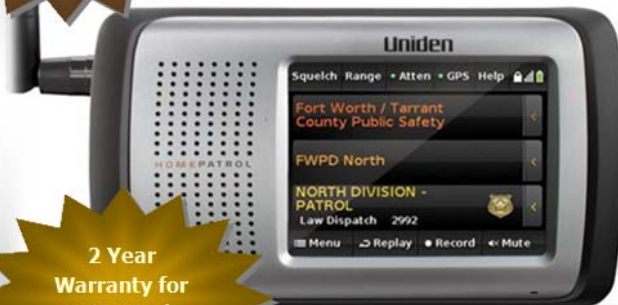 Uniden
Squelch Range • Atten • GPS Help
Fort Worth / Tarrant
County Public Safety
<
FWPD North
<
NORTH DIVISION -
PATROL
<
Law Dispatch 2992
Menu Replay Record Mute
HOMEPATROL
2 Year
Warranty for